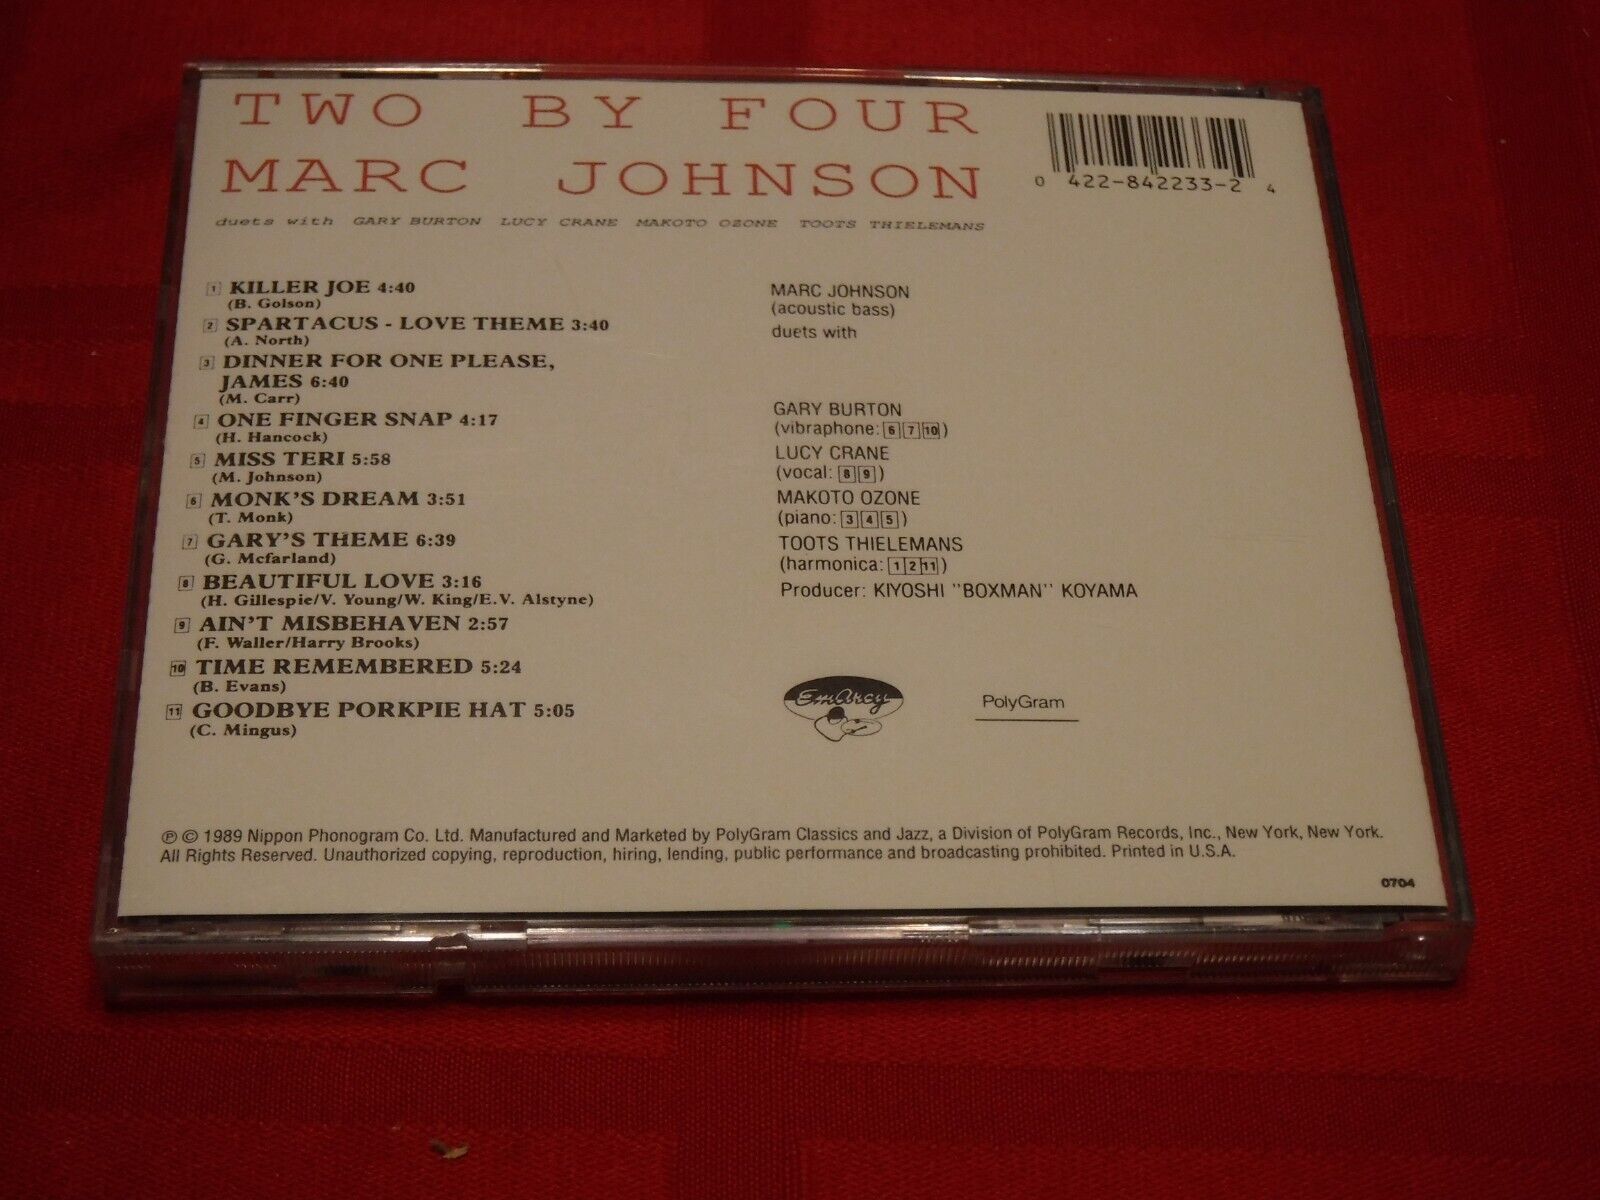 TWO BY FOUR
MARC JOHNSON
duets with GARY BURTON LUCY CRANE MAKOTO OZONE TOOTS THIELEMANS
0 422-842233-2 4
1 KILLER JOE 4:40
(B. Golson)
2 SPARTACUS - LOVE THEME 3:40
(A. North)
3 DINNER FOR ONE PLEASE,
JAMES 6:40
(M. Carr)
4 ONE FINGER SNAP 4:17
(H. Hancock)
5 MISS TERI 5:58
(M. Johnson)
6 MONK'S DREAM 3:51
(T. Monk)
7 GARY'S THEME 6:39
(G. Mcfarland)
8 BEAUTIFUL LOVE 3:16
(H. Gillespie/V. Young/W. King/E.V. Alstyne)
9 AIN'T MISBEHAVEN 2:57
(F. Waller/Harry Brooks)
10 TIME REMEMBERED 5:24
(B. Evans)
11 GOODBYE PORKPIE HAT 5:05
(C. Mingus)
MARC JOHNSON
(acoustic bass)
duets with
GARY BURTON
(vibraphone: 6 7 10)
LUCY CRANE
(vocal: 8 9)
MAKOTO OZONE
(piano: 3 4 5)
TOOTS THIELEMANS
(harmonica: 1 2 11)
Producer: KIYOSHI "BOXMAN" KOYAMA
EmArcy
PolyGram
℗ © 1989 Nippon Phonogram Co. Ltd. Manufactured and Marketed by PolyGram Classics and Jazz, a Division of PolyGram Records, Inc., New York, New York.
All Rights Reserved. Unauthorized copying, reproduction, hiring, lending, public performance and broadcasting prohibited. Printed in U.S.A.
0704